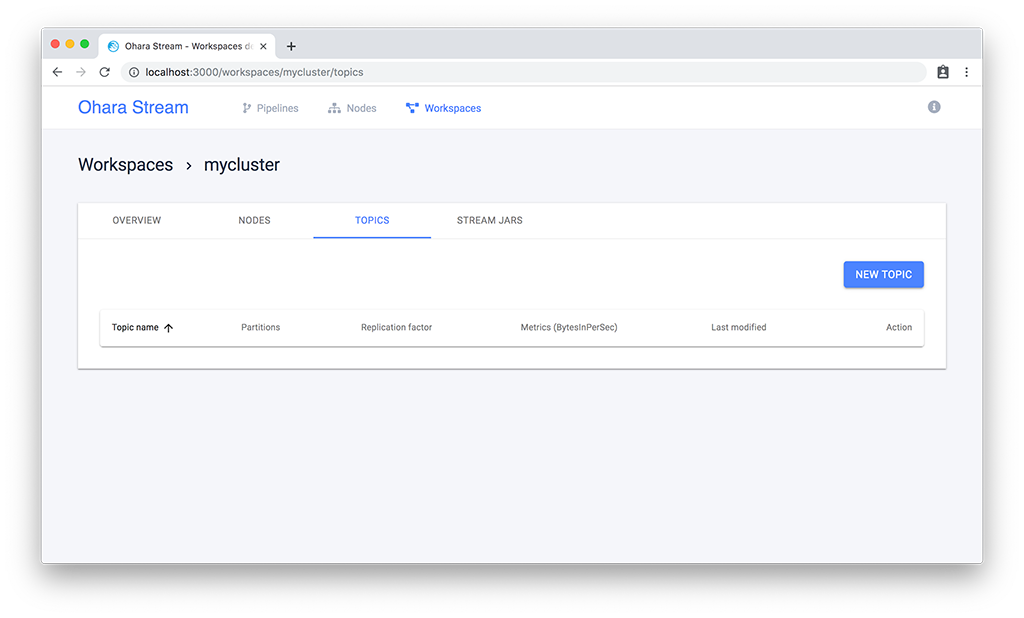 Ohara Stream - Workspaces d
localhost:3000/workspaces/mycluster/topics
Ohara Stream Pipelines Nodes Workspaces
Workspaces › mycluster
OVERVIEW NODES TOPICS STREAM JARS
NEW TOPIC
Topic name Partitions Replication factor Metrics (BytesInPerSec) Last modified Action